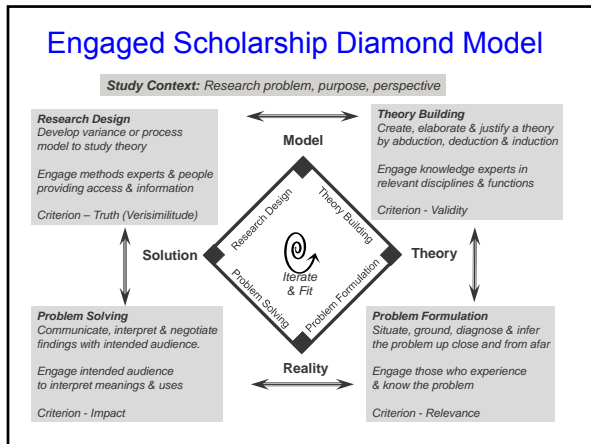 Engaged Scholarship Diamond Model
Study Context: Research problem, purpose, perspective
Research Design
Develop variance or process
model to study theory
Engage methods experts & people
providing access & information
Criterion – Truth (Verisimilitude)
Theory Building
Create, elaborate & justify a theory
by abduction, deduction & induction
Engage knowledge experts in
relevant disciplines & functions
Criterion - Validity
Model
Research Design
Theory Building
Solution
Iterate
& Fit
Theory
Problem Solving
Problem Formulation
Reality
Problem Solving
Communicate, interpret & negotiate
findings with intended audience.
Engage intended audience
to interpret meanings & uses
Criterion - Impact
Problem Formulation
Situate, ground, diagnose & infer
the problem up close and from afar
Engage those who experience
& know the problem
Criterion - Relevance